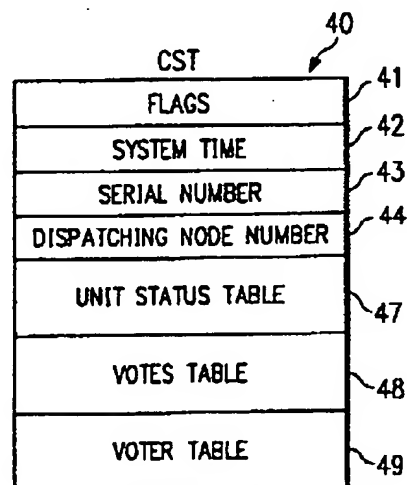 40
CST
FLAGS 41
SYSTEM TIME 42
SERIAL NUMBER 43
DISPATCHING NODE NUMBER 44
UNIT STATUS TABLE 47
VOTES TABLE 48
VOTER TABLE 49